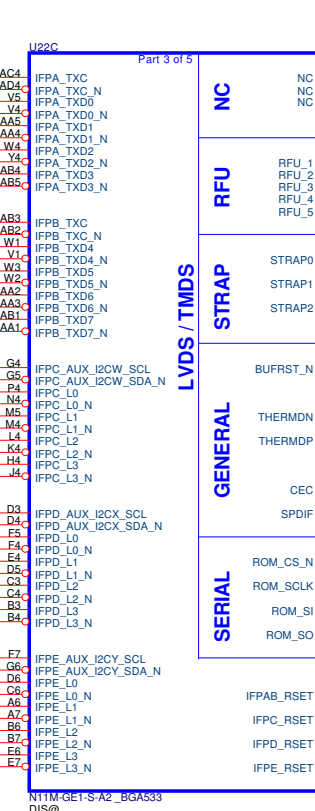 U22C
Part 3 of 5
AC4 IFPA_TXC
AD4 IFPA_TXC_N
V5 IFPA_TXD0
V4 IFPA_TXD0_N
AA5 IFPA_TXD1
AA4 IFPA_TXD1_N
W4 IFPA_TXD2
Y4 IFPA_TXD2_N
AB4 IFPA_TXD3
AB5 IFPA_TXD3_N
AB3 IFPB_TXC
AB2 IFPB_TXC_N
W1 IFPB_TXD4
V1 IFPB_TXD4_N
W3 IFPB_TXD5
W2 IFPB_TXD5_N
AA2 IFPB_TXD6
AA3 IFPB_TXD6_N
AB1 IFPB_TXD7
AA1 IFPB_TXD7_N
G4 IFPC_AUX_I2CW_SCL
G5 IFPC_AUX_I2CW_SDA_N
P4 IFPC_L0
N4 IFPC_L0_N
M5 IFPC_L1
M4 IFPC_L1_N
L4 IFPC_L2
K4 IFPC_L2_N
H4 IFPC_L3
J4 IFPC_L3_N
D3 IFPD_AUX_I2CX_SCL
D4 IFPD_AUX_I2CX_SDA_N
F5 IFPD_L0
F4 IFPD_L0_N
E4 IFPD_L1
D5 IFPD_L1_N
C3 IFPD_L2
C4 IFPD_L2_N
B3 IFPD_L3
B4 IFPD_L3_N
F7 IFPE_AUX_I2CY_SCL
G6 IFPE_AUX_I2CY_SDA_N
D6 IFPE_L0
C6 IFPE_L0_N
A6 IFPE_L1
A7 IFPE_L1_N
B6 IFPE_L2
B7 IFPE_L2_N
E6 IFPE_L3
E7 IFPE_L3_N
LVDS / TMDS
NC
NC
NC
NC
RFU
RFU_1
RFU_2
RFU_3
RFU_4
RFU_5
STRAP
STRAP0
STRAP1
STRAP2
GENERAL
BUFRST_N
THERMDN
THERMDP
CEC
SPDIF
SERIAL
ROM_CS_N
ROM_SCLK
ROM_SI
ROM_SO
IFPAB_RSET
IFPC_RSET
IFPD_RSET
IFPE_RSET
N11M-GE1-S-A2 _BGA533
DIS@